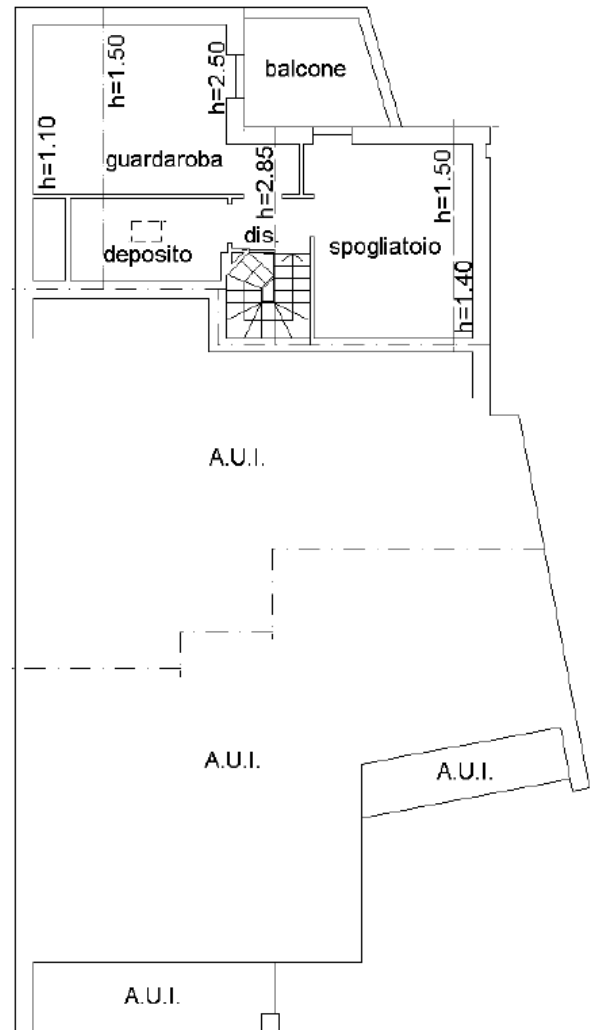 h=1.50
h=2.50
balcone
h=1.10
guardaroba
h=2.85
h=1.50
dis.
deposito
spogliatoio
h=1.40
A.U.I.
A.U.I.
A.U.I.
A.U.I.